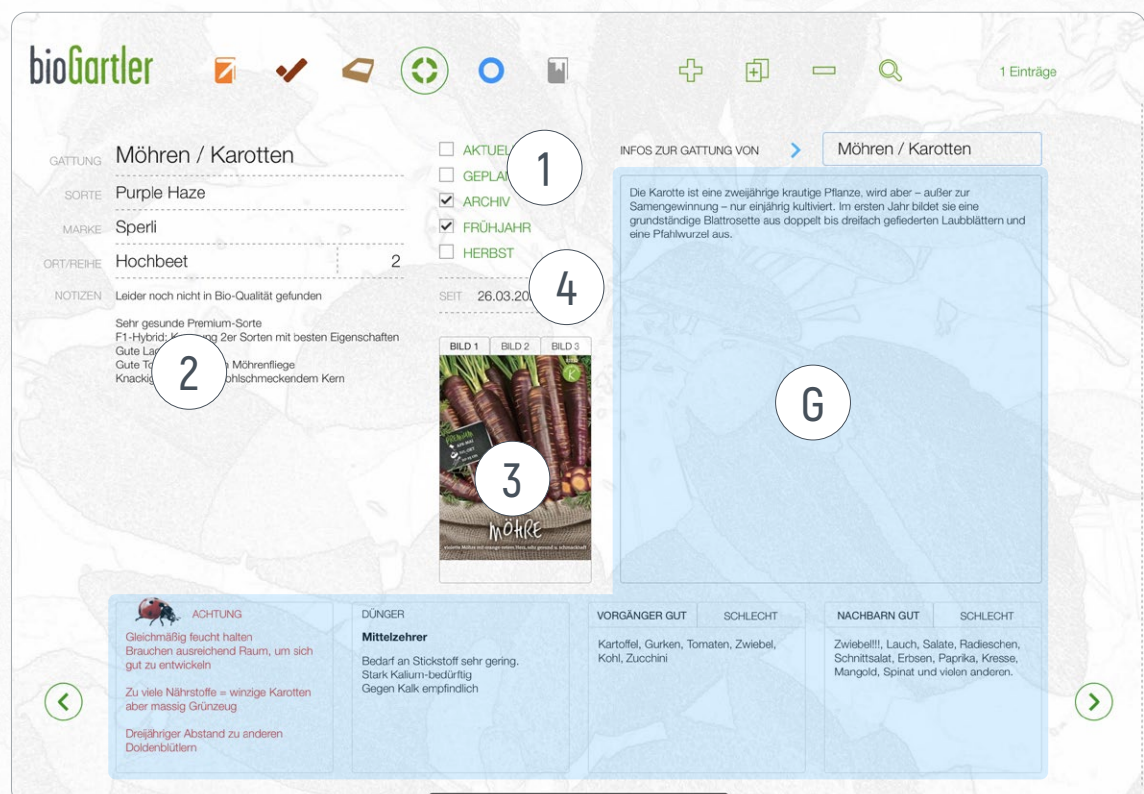 bioGartler
1 Einträge
GATTUNG Möhren / Karotten
SORTE Purple Haze
MARKE Sperli
ORT/REIHE Hochbeet 2
NOTIZEN Leider noch nicht in Bio-Qualität gefunden
Sehr gesunde Premium-Sorte
F1-Hybrid: 2er Sorten mit besten Eigenschaften
Gute
Gute Möhrenfliege
Kern
2
AKTUEL
GEPLA
ARCHIV
FRÜHJAHR
HERBST
1
SEIT 26.03.20
4
BILD 1 BILD 2 BILD 3
PREMIUM
MÖHRE
3
INFOS ZUR GATTUNG VON Möhren / Karotten
Die Karotte ist eine zweijährige krautige Pflanze, wird aber – außer zur
Samengewinnung – nur einjährig kultiviert. Im ersten Jahr bildet sie eine
grundständige Blattrosette aus doppelt bis dreifach gefiederten Laubblättern und
eine Pfahlwurzel aus.
G
ACHTUNG
Gleichmäßig feucht halten
Brauchen ausreichend Raum, um sich
gut zu entwickeln
Zu viele Nährstoffe = winzige Karotten
aber massig Grünzeug
Dreijähriger Abstand zu anderen
Doldenblütlern
DÜNGER
Mittelzehrer
Bedarf an Stickstoff sehr gering.
Stark Kalium-bedürftig
Gegen Kalk empfindlich
VORGÄNGER GUT SCHLECHT
Kartoffel, Gurken, Tomaten, Zwiebel,
Kohl, Zucchini
NACHBARN GUT SCHLECHT
Zwiebel!!!, Lauch, Salate, Radieschen,
Schnittsalat, Erbsen, Paprika, Kresse,
Mangold, Spinat und vielen anderen.